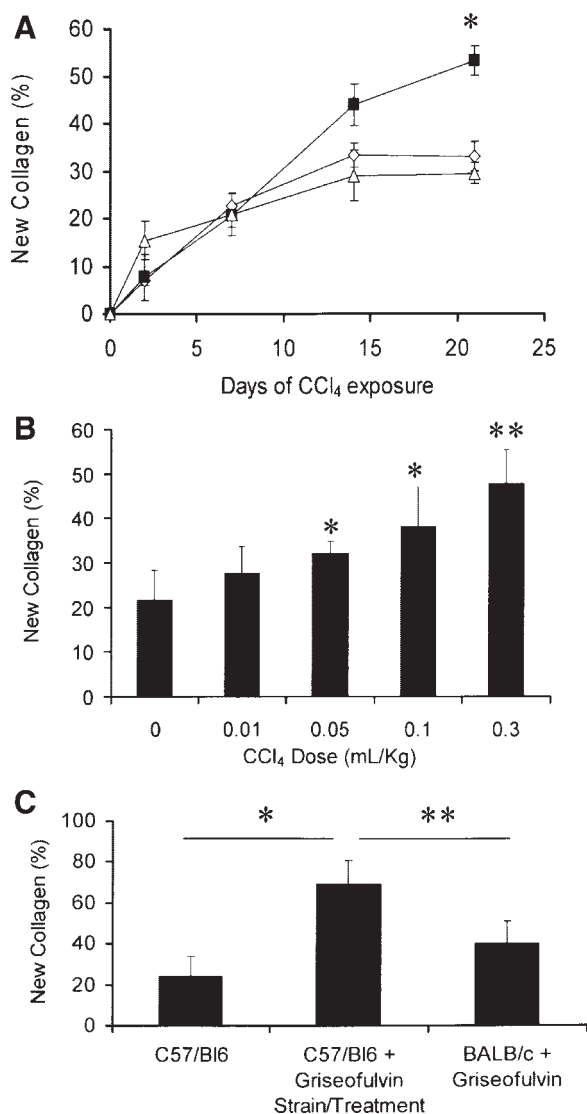 A
New Collagen (%)
60
50
40
30
20
10
0
*
0 5 10 15 20 25
Days of CCl₄ exposure
B
New Collagen (%)
60
50
40
30
20
10
0
*
*
**
0 0.01 0.05 0.1 0.3
CCl₄ Dose (mL/Kg)
C
New Collagen (%)
100
80
60
40
20
0
* **
C57/Bl6 C57/Bl6 + BALB/c +
Griseofulvin Griseofulvin
Strain/Treatment